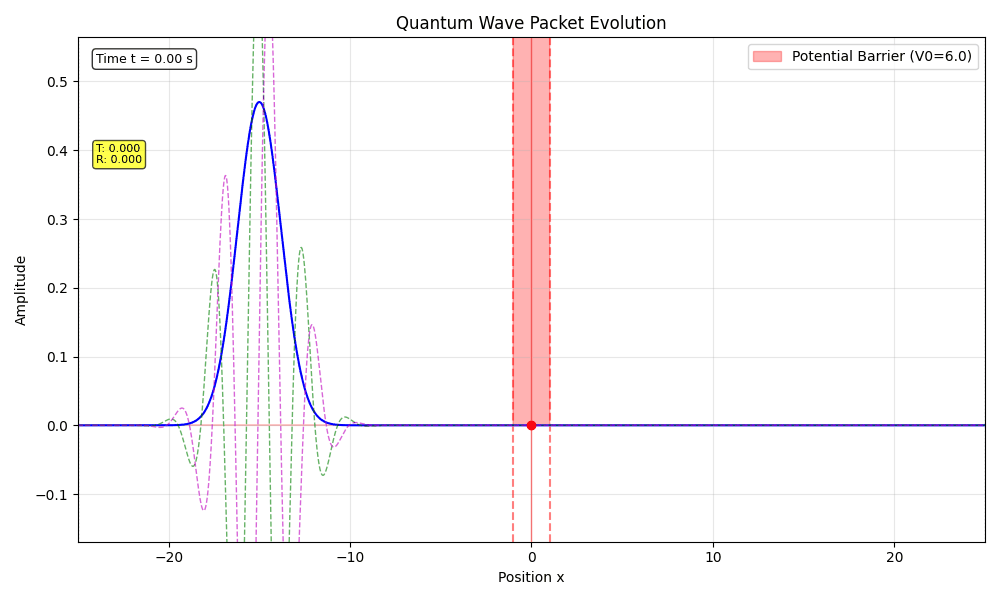 Quantum Wave Packet Evolution
Time t = 0.00 s
Potential Barrier (V0=6.0)
T: 0.000
R: 0.000
Amplitude
0.5
0.4
0.3
0.2
0.1
0.0
−0.1
−20
−10
0
10
20
Position x